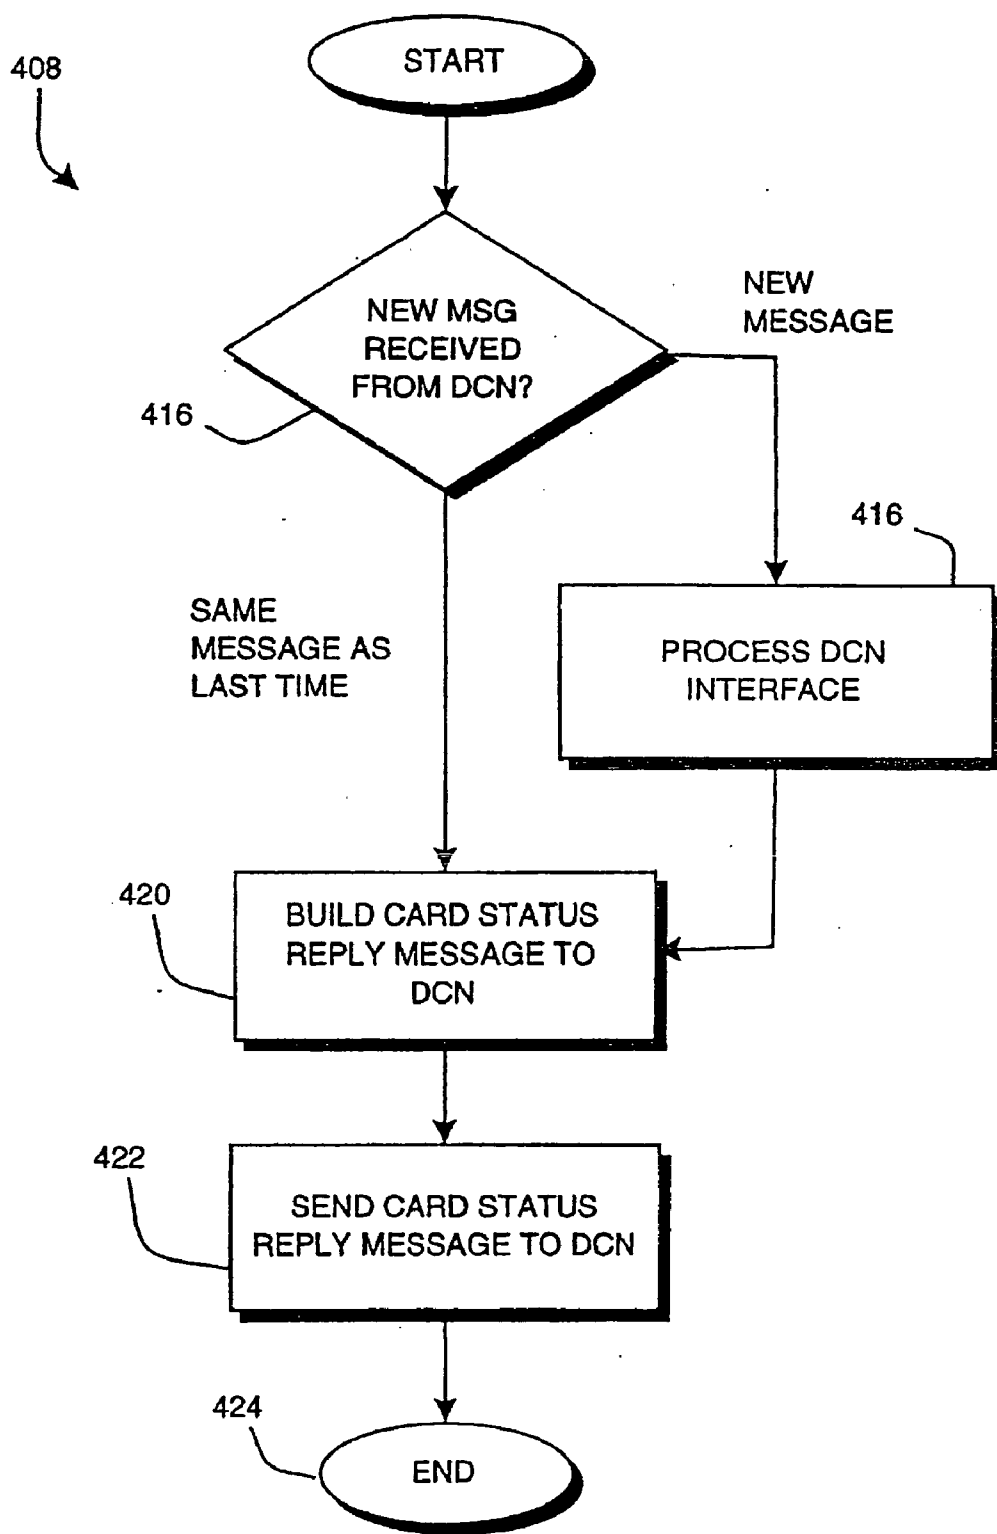 START
408
NEW MSG
RECEIVED
FROM DCN?
NEW
MESSAGE
416
416
SAME
MESSAGE AS
LAST TIME
PROCESS DCN
INTERFACE
420
BUILD CARD STATUS
REPLY MESSAGE TO
DCN
422
SEND CARD STATUS
REPLY MESSAGE TO DCN
424
END